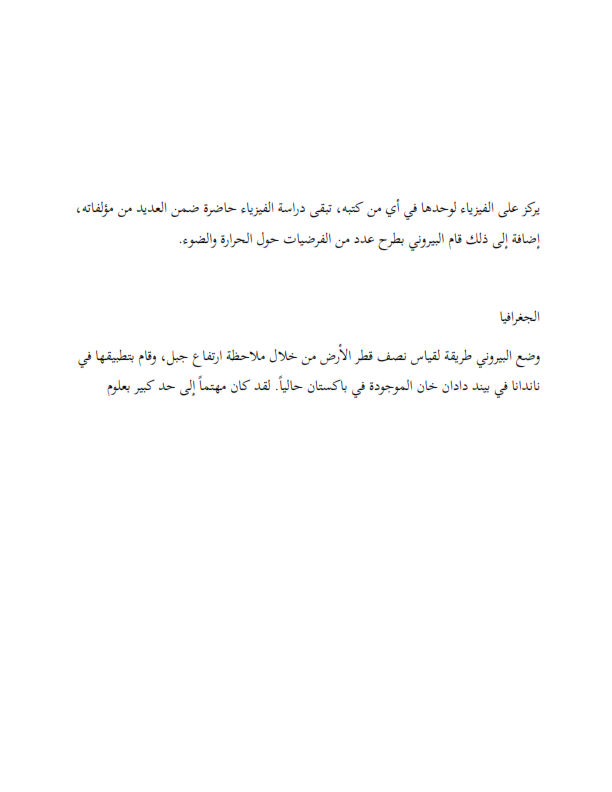 يركز على الفيزياء لوحدها في أي من كتبه، تبقى دراسة الفيزياء حاضرة ضمن العديد من مؤلفاته،
إضافة إلى ذلك قام البيروني بطرح عدد من الفرضيات حول الحرارة والضوء.
الجغرافيا
وضع البيروني طريقة لقياس نصف قطر الأرض من خلال ملاحظة ارتفاع جبل، وقام بتطبيقها في
ناندانا في بيند دادان خان الموجودة في باكستان حالياً. لقد كان مهتماً إلى حد كبير بعلوم